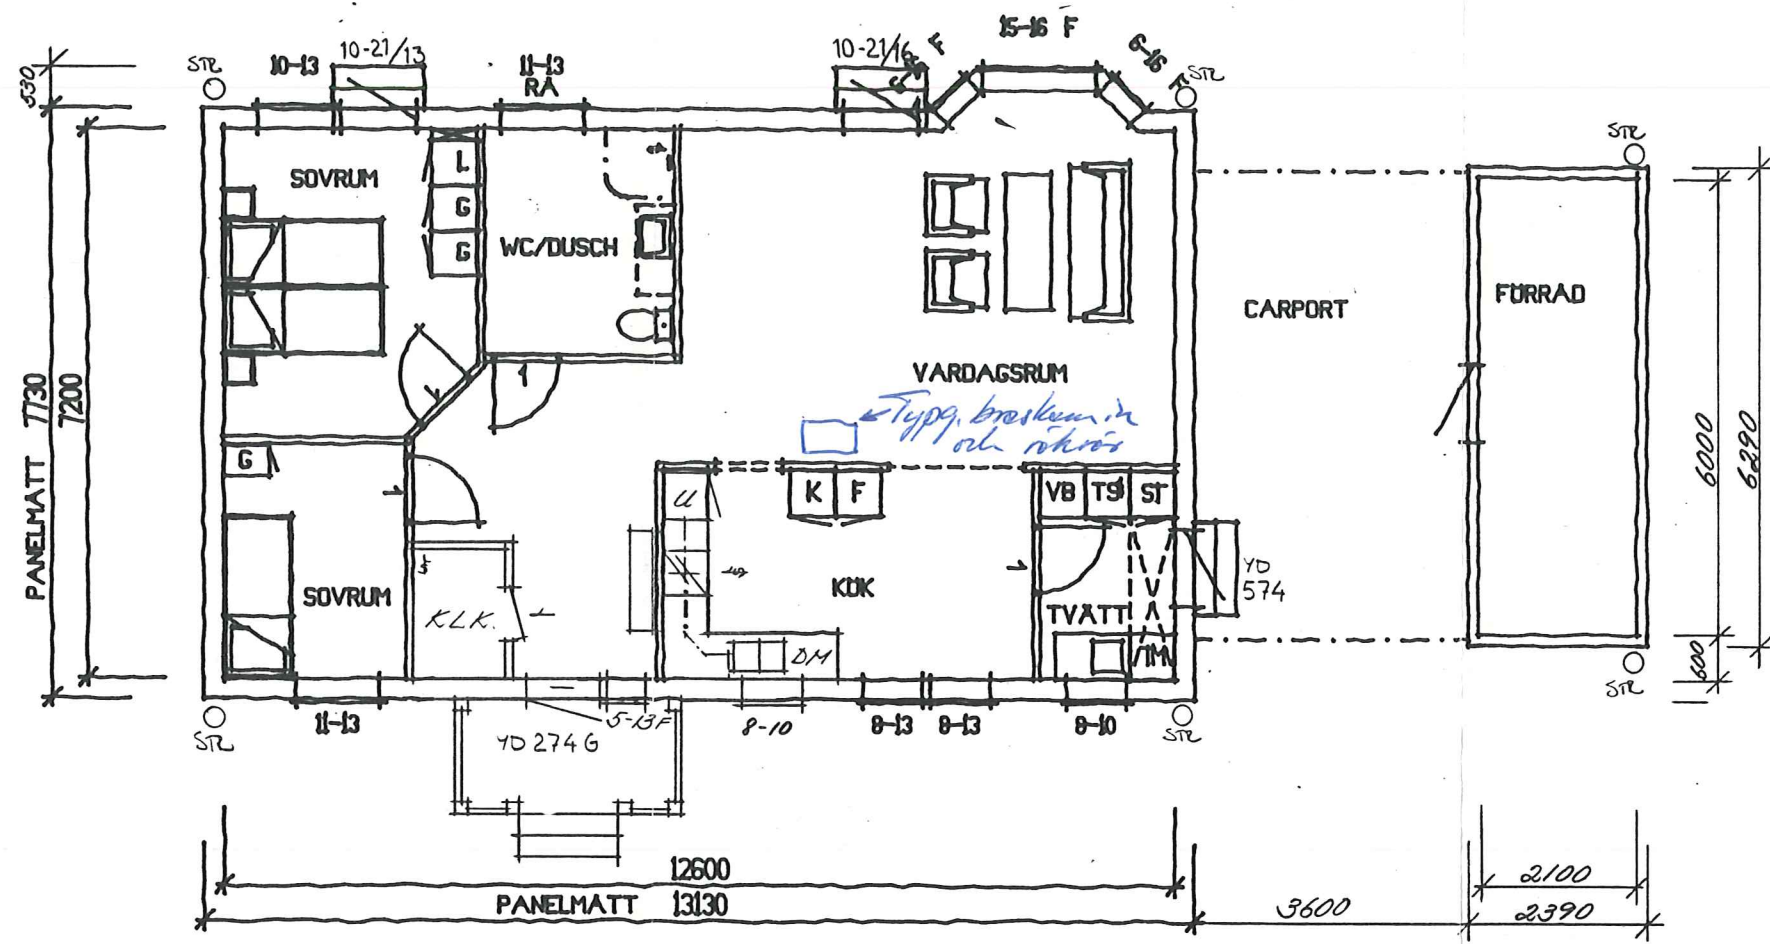 15-16 F
STR
10-13
10-21/13
11-13
RA
10-21/16
F
6-16 F
STR
530
STR
SOVRUM
L
G
G
WC/DUSCH
CARPORT
FÖRRÅD
PANELMÅTT 7730
7200
VARDAGSRUM
Typg. braskamin
och rökrör
6000
6290
G
U
K
F
VB
TS
ST
SOVRUM
KLK.
KÖK
TVÄTT
YD
574
DM
TM
600
STR
11-13
5-13F
YD 274 G
8-10
8-13
8-13
8-10
STR
STR
12600
PANELMÅTT 13130
3600
2100
2390